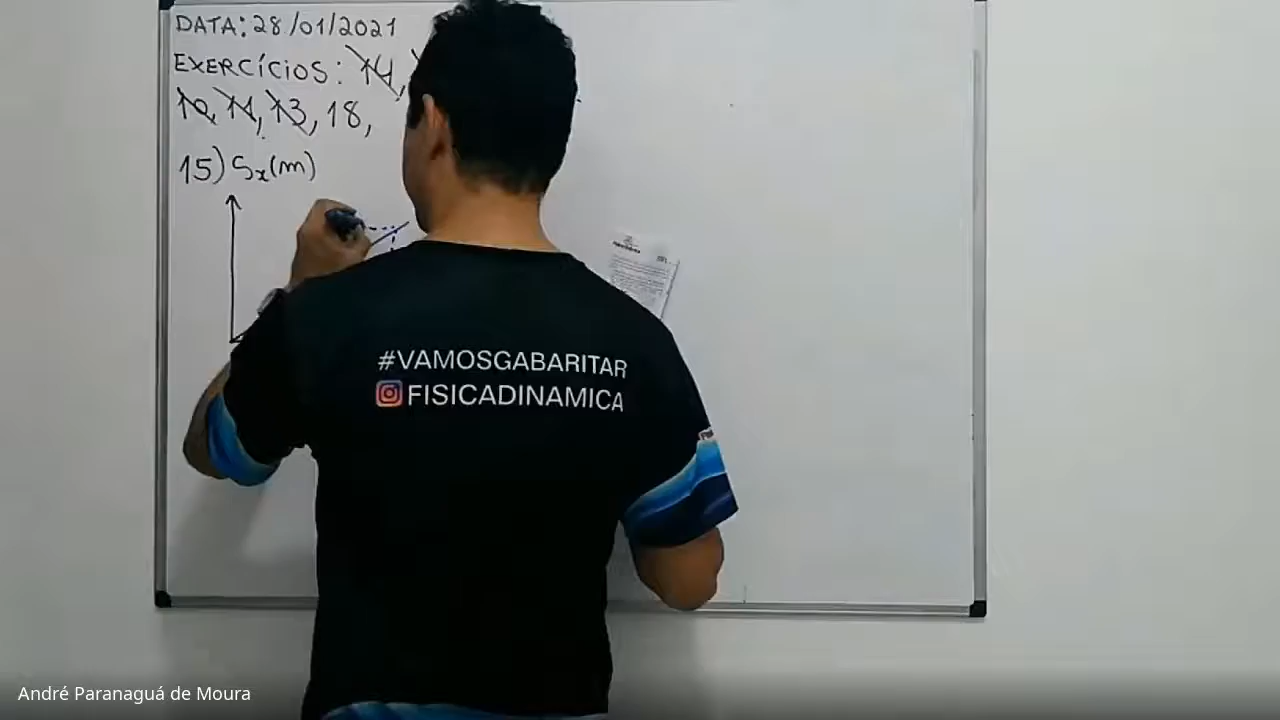 DATA: 28/01/2021
EXERCÍCIOS: 14,
10, 11, 13, 18,
15) Sx(m)
#VAMOSGABARITAR
FISICADINAMICA
André Paranaguá de Moura